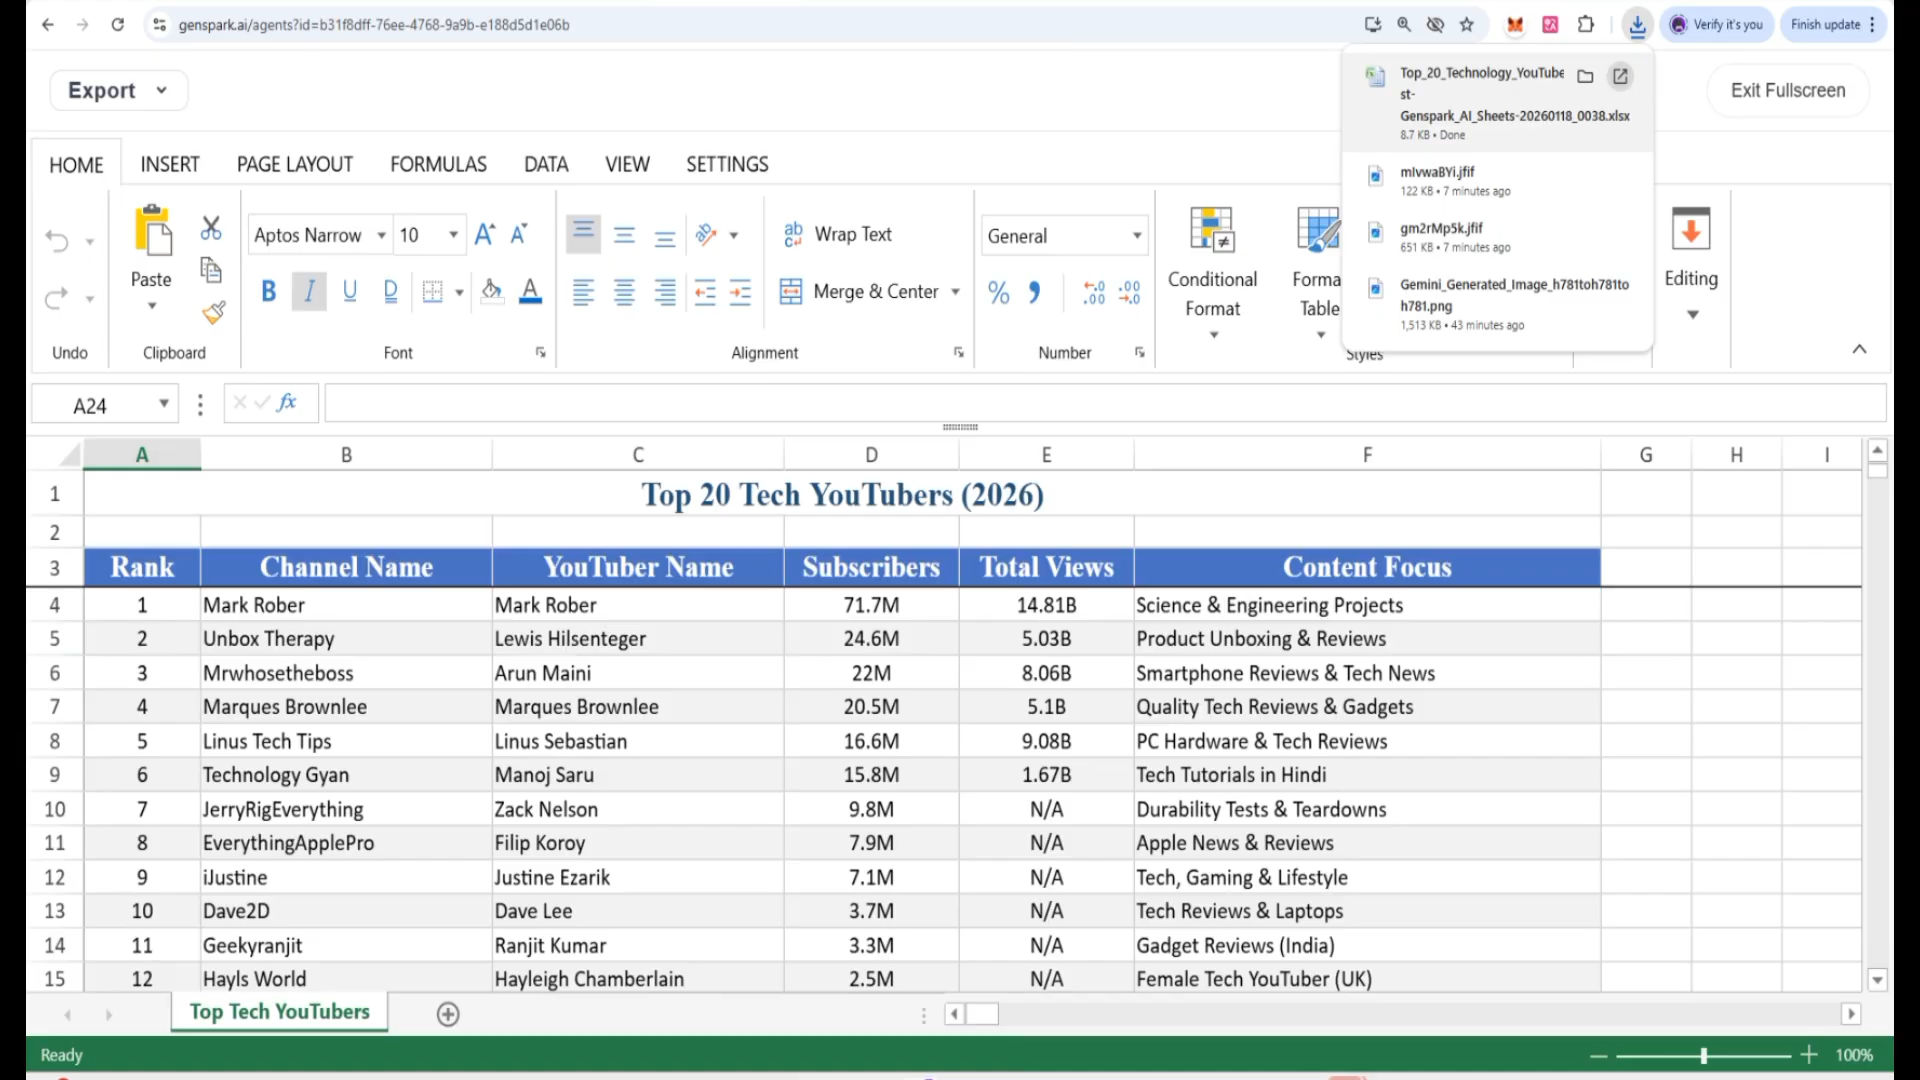 genspark.ai/agents?id=b31f8dff-76ee-4768-9a9b-e188d5d1e06b
Verify it's you
Finish update
Export
Top_20_Technology_YouTube
st-
Genspark_AI_Sheets-20260118_0038.xlsx
8.7 KB • Done
mlvwaBYi.jfif
122 KB • 7 minutes ago
gm2rMp5k.jfif
651 KB • 7 minutes ago
Gemini_Generated_Image_h781toh781to
h781.png
1,513 KB • 43 minutes ago
Exit Fullscreen
HOME INSERT PAGE LAYOUT FORMULAS DATA VIEW SETTINGS
Aptos Narrow 10 A A
ab Wrap Text
General
Paste
B I U D A
Merge & Center
% .00 .00
Conditional
Format
Forma
Table
Editing
Undo Clipboard Font Alignment Number Styles
A24 fx
A B C D E F G H I
1 Top 20 Tech YouTubers (2026)
2
3 Rank Channel Name YouTuber Name Subscribers Total Views Content Focus
4 1 Mark Rober Mark Rober 71.7M 14.81B Science & Engineering Projects
5 2 Unbox Therapy Lewis Hilsenteger 24.6M 5.03B Product Unboxing & Reviews
6 3 Mrwhosetheboss Arun Maini 22M 8.06B Smartphone Reviews & Tech News
7 4 Marques Brownlee Marques Brownlee 20.5M 5.1B Quality Tech Reviews & Gadgets
8 5 Linus Tech Tips Linus Sebastian 16.6M 9.08B PC Hardware & Tech Reviews
9 6 Technology Gyan Manoj Saru 15.8M 1.67B Tech Tutorials in Hindi
10 7 JerryRigEverything Zack Nelson 9.8M N/A Durability Tests & Teardowns
11 8 EverythingApplePro Filip Koroy 7.9M N/A Apple News & Reviews
12 9 iJustine Justine Ezarik 7.1M N/A Tech, Gaming & Lifestyle
13 10 Dave2D Dave Lee 3.7M N/A Tech Reviews & Laptops
14 11 Geekyranjit Ranjit Kumar 3.3M N/A Gadget Reviews (India)
15 12 Hayls World Hayleigh Chamberlain 2.5M N/A Female Tech YouTuber (UK)
Top Tech YouTubers
Ready
100%